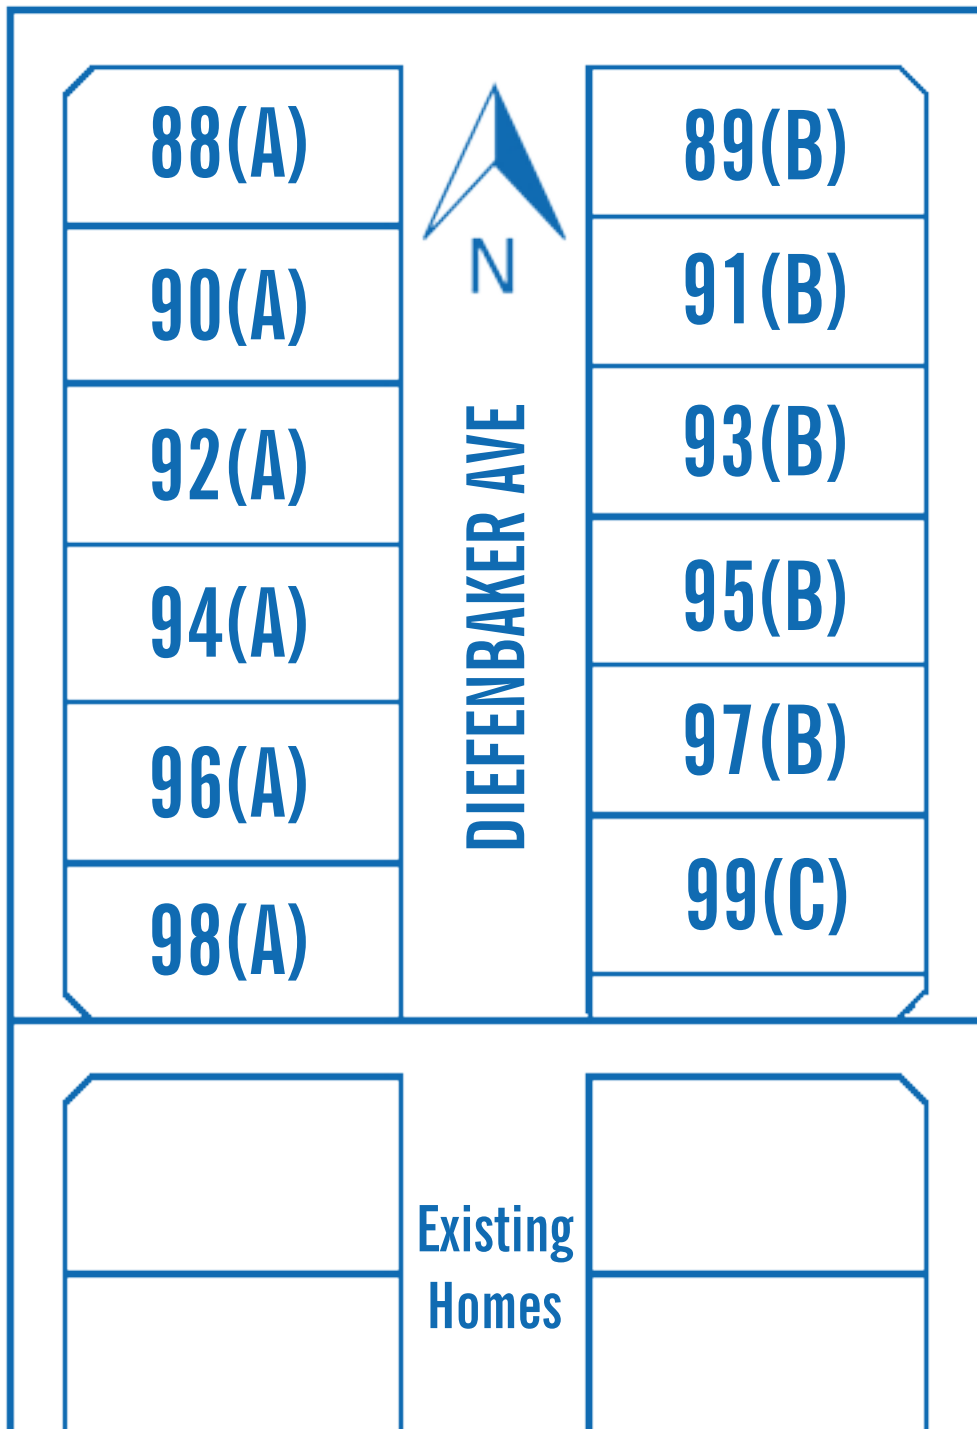 88(A)
90(A)
92(A)
94(A)
96(A)
98(A)
N
DIEFENBAKER AVE
89(B)
91(B)
93(B)
95(B)
97(B)
99(C)
Existing
Homes